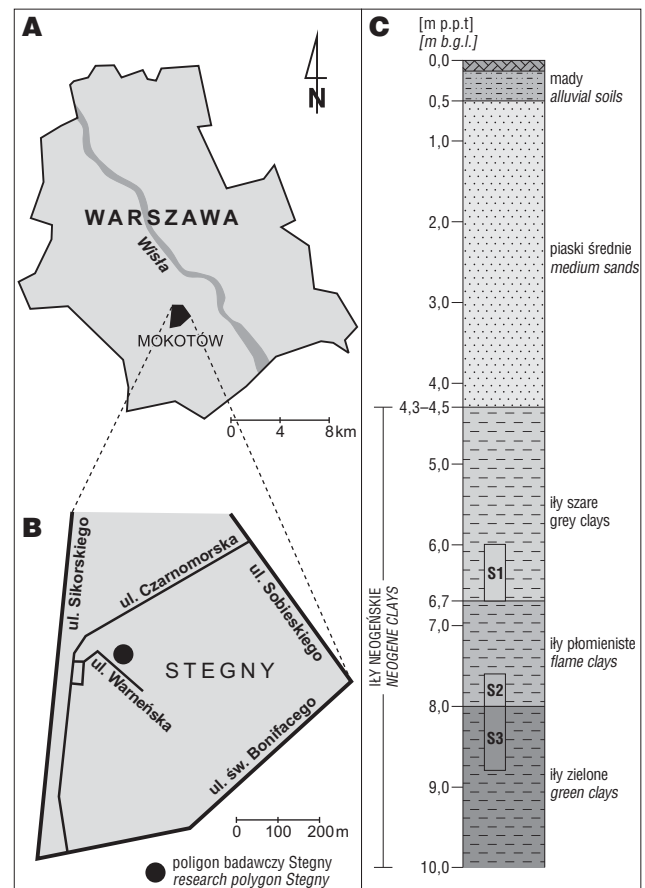 A
N
WARSZAWA
Wisła
MOKOTÓW
0 4 8 km
B
ul. Sikorskiego
ul. Czarnomorska
ul. Sobieskiego
STEGNY
ul. Warneńska
ul. św. Bonifacego
0 100 200 m
poligon badawczy Stegny
research polygon Stegny
C
[m p.p.t]
[m b.g.l.]
0,0
mady
alluvial soils
0,5
1,0
2,0
piaski średnie
medium sands
3,0
4,0
4,3–4,5
5,0
iły szare
grey clays
6,0
S1
6,7
7,0
iły płomieniste
flame clays
S2
8,0
S3
iły zielone
green clays
9,0
10,0
IŁY NEOGEŃSKIE
NEOGENE CLAYS